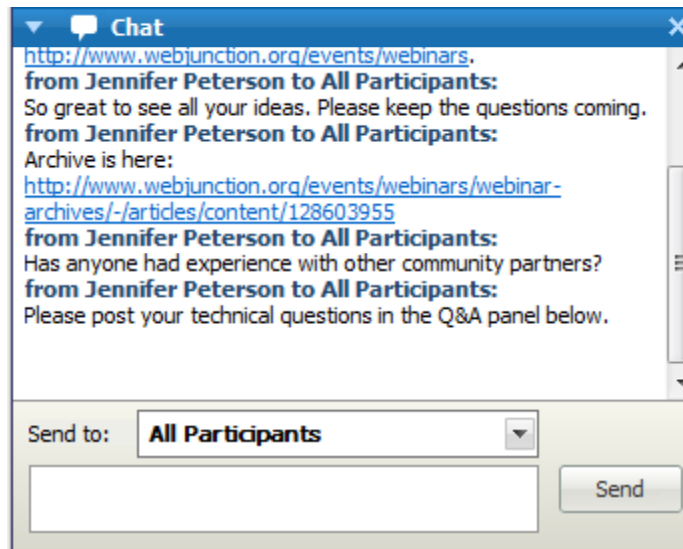 Chat
http://www.webjunction.org/events/webinars.
from Jennifer Peterson to All Participants:
So great to see all your ideas. Please keep the questions coming.
from Jennifer Peterson to All Participants:
Archive is here:
http://www.webjunction.org/events/webinars/webinar-
archives/-/articles/content/128603955
from Jennifer Peterson to All Participants:
Has anyone had experience with other community partners?
from Jennifer Peterson to All Participants:
Please post your technical questions in the Q&A panel below.
Send to: All Participants
Send